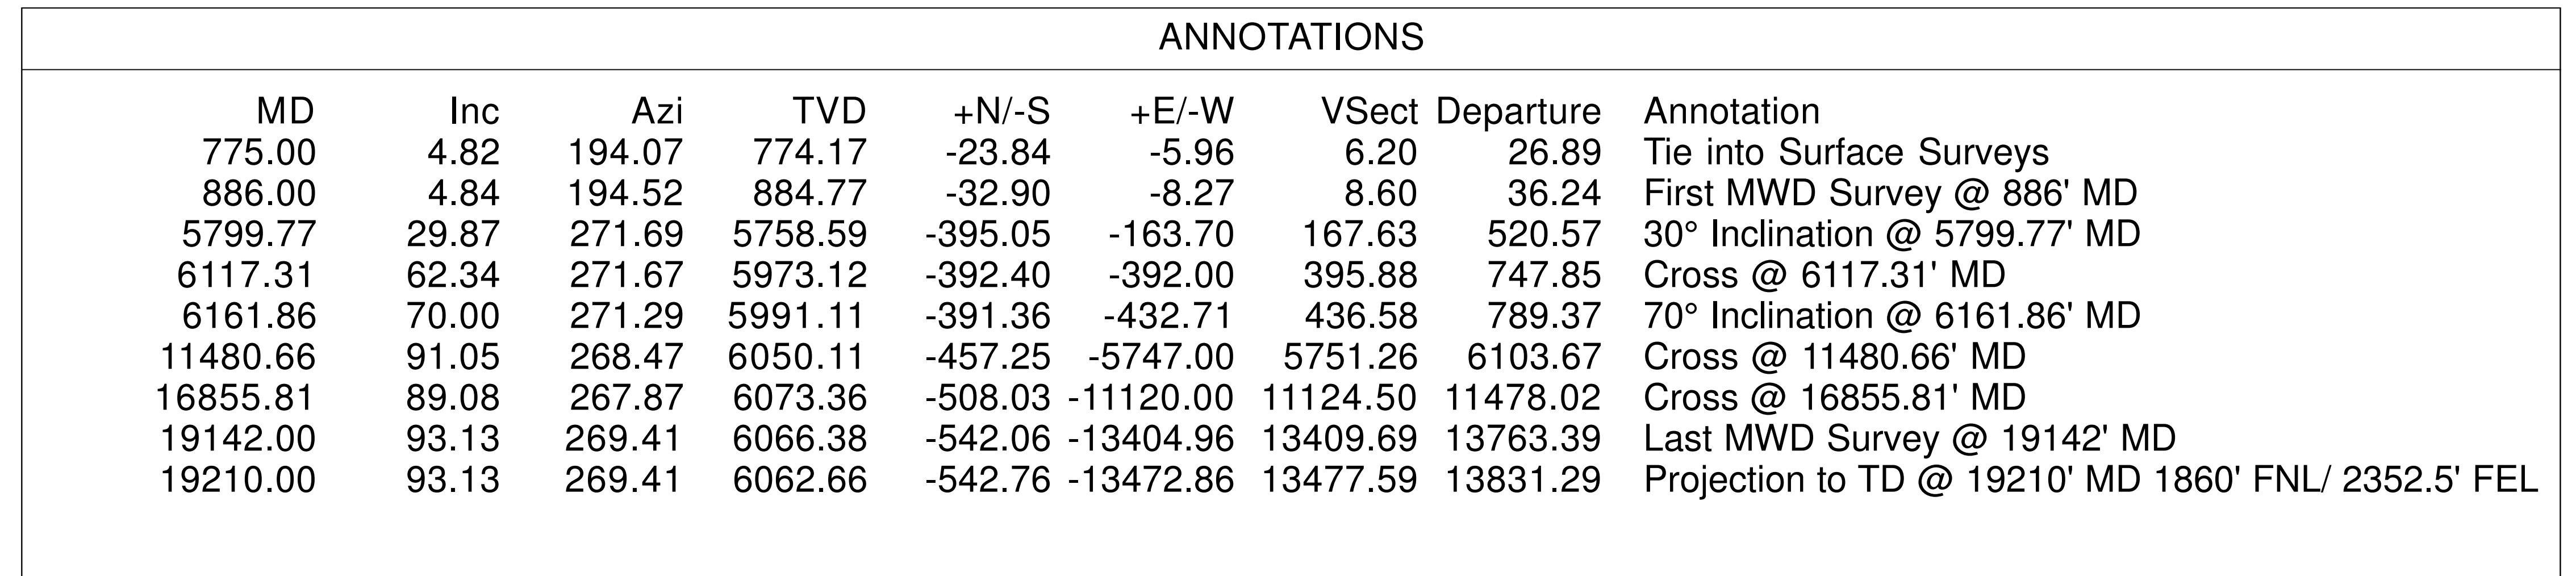 ANNOTATIONS
MD Inc Azi TVD +N/-S +E/-W VSect Departure Annotation
775.00 4.82 194.07 774.17 -23.84 -5.96 6.20 26.89 Tie into Surface Surveys
886.00 4.84 194.52 884.77 -32.90 -8.27 8.60 36.24 First MWD Survey @ 886' MD
5799.77 29.87 271.69 5758.59 -395.05 -163.70 167.63 520.57 30° Inclination @ 5799.77' MD
6117.31 62.34 271.67 5973.12 -392.40 -392.00 395.88 747.85 Cross @ 6117.31' MD
6161.86 70.00 271.29 5991.11 -391.36 -432.71 436.58 789.37 70° Inclination @ 6161.86' MD
11480.66 91.05 268.47 6050.11 -457.25 -5747.00 5751.26 6103.67 Cross @ 11480.66' MD
16855.81 89.08 267.87 6073.36 -508.03 -11120.00 11124.50 11478.02 Cross @ 16855.81' MD
19142.00 93.13 269.41 6066.38 -542.06 -13404.96 13409.69 13763.39 Last MWD Survey @ 19142' MD
19210.00 93.13 269.41 6062.66 -542.76 -13472.86 13477.59 13831.29 Projection to TD @ 19210' MD 1860' FNL/ 2352.5' FEL